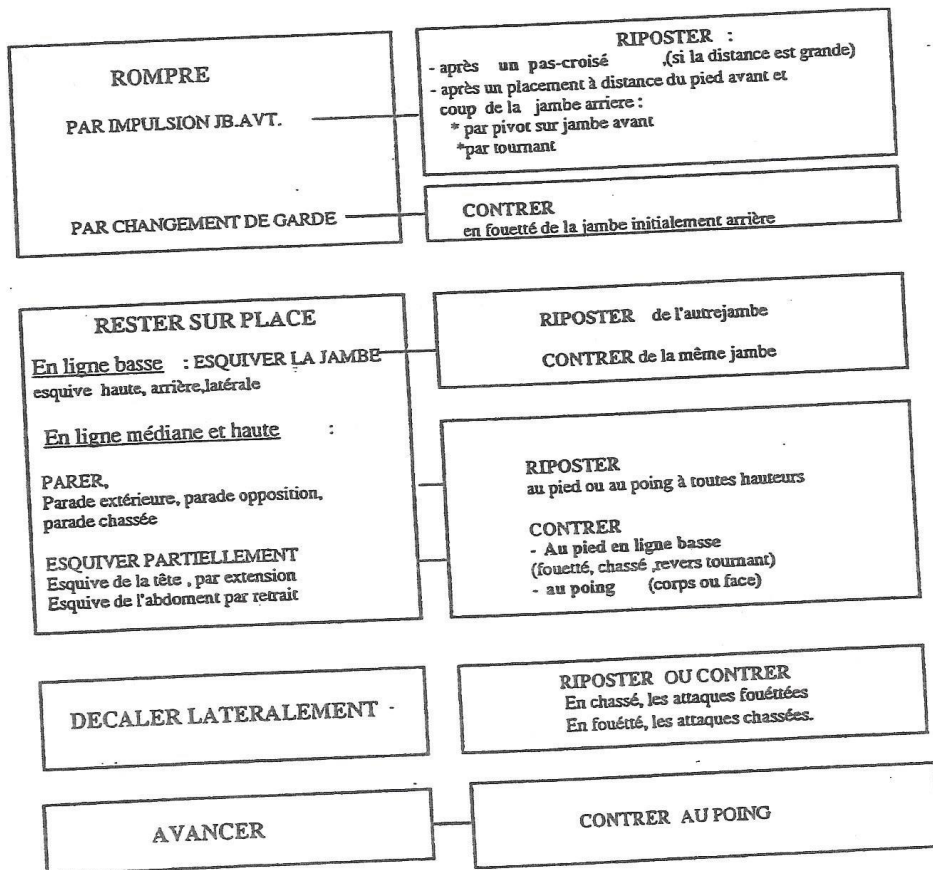 ROMPRE
PAR IMPULSION JB.AVT.
PAR CHANGEMENT DE GARDE
RIPOSTER :
- après un pas-croisé ,(si la distance est grande)
- après un placement à distance du pied avant et
coup de la jambe arriere :
* par pivot sur jambe avant
*par tournant
CONTRER
en fouetté de la jambe initialement arrière
RESTER SUR PLACE
En ligne basse : ESQUIVER LA JAMBE
esquive haute, arrière,latérale
En ligne médiane et haute :
PARER,
Parade extérieure, parade opposition,
parade chassée
ESQUIVER PARTIELLEMENT
Esquive de la tête , par extension
Esquive de l'abdoment par retrait
RIPOSTER de l'autrejambe
CONTRER de la même jambe
RIPOSTER
au pied ou au poing à toutes hauteurs
CONTRER
- Au pied en ligne basse
(fouetté, chassé ,revers tournant)
- au poing (corps ou face)
DECALER LATERALEMENT -
RIPOSTER OU CONTRER
En chassé, les attaques fouéttées
En fouétté, les attaques chassées.
AVANCER
CONTRER AU POING